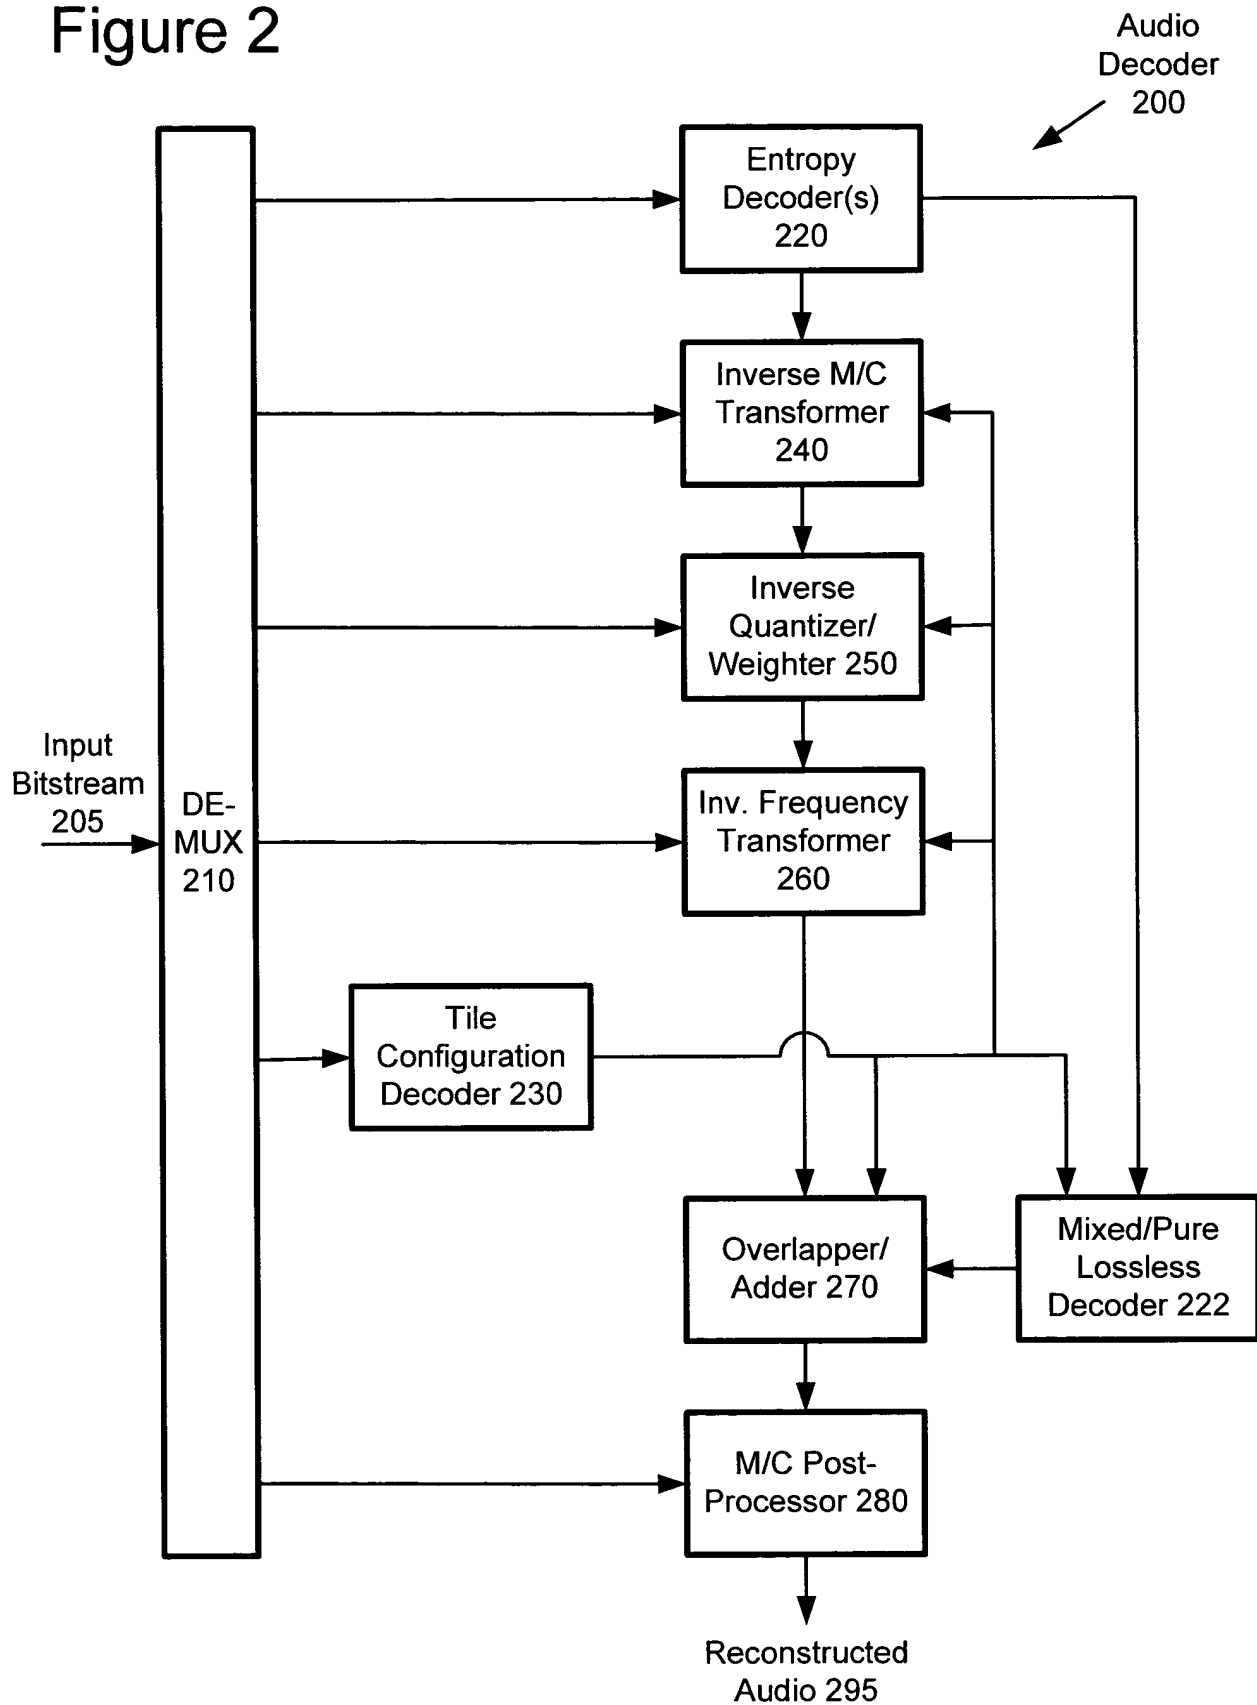 Figure 2
Audio
Decoder
200
Entropy
Decoder(s)
220
Inverse M/C
Transformer
240
Inverse
Quantizer/
Weighter 250
Input
Bitstream
205
DE-
MUX
210
Inv. Frequency
Transformer
260
Tile
Configuration
Decoder 230
Overlapper/
Adder 270
Mixed/Pure
Lossless
Decoder 222
M/C Post-
Processor 280
Reconstructed
Audio 295